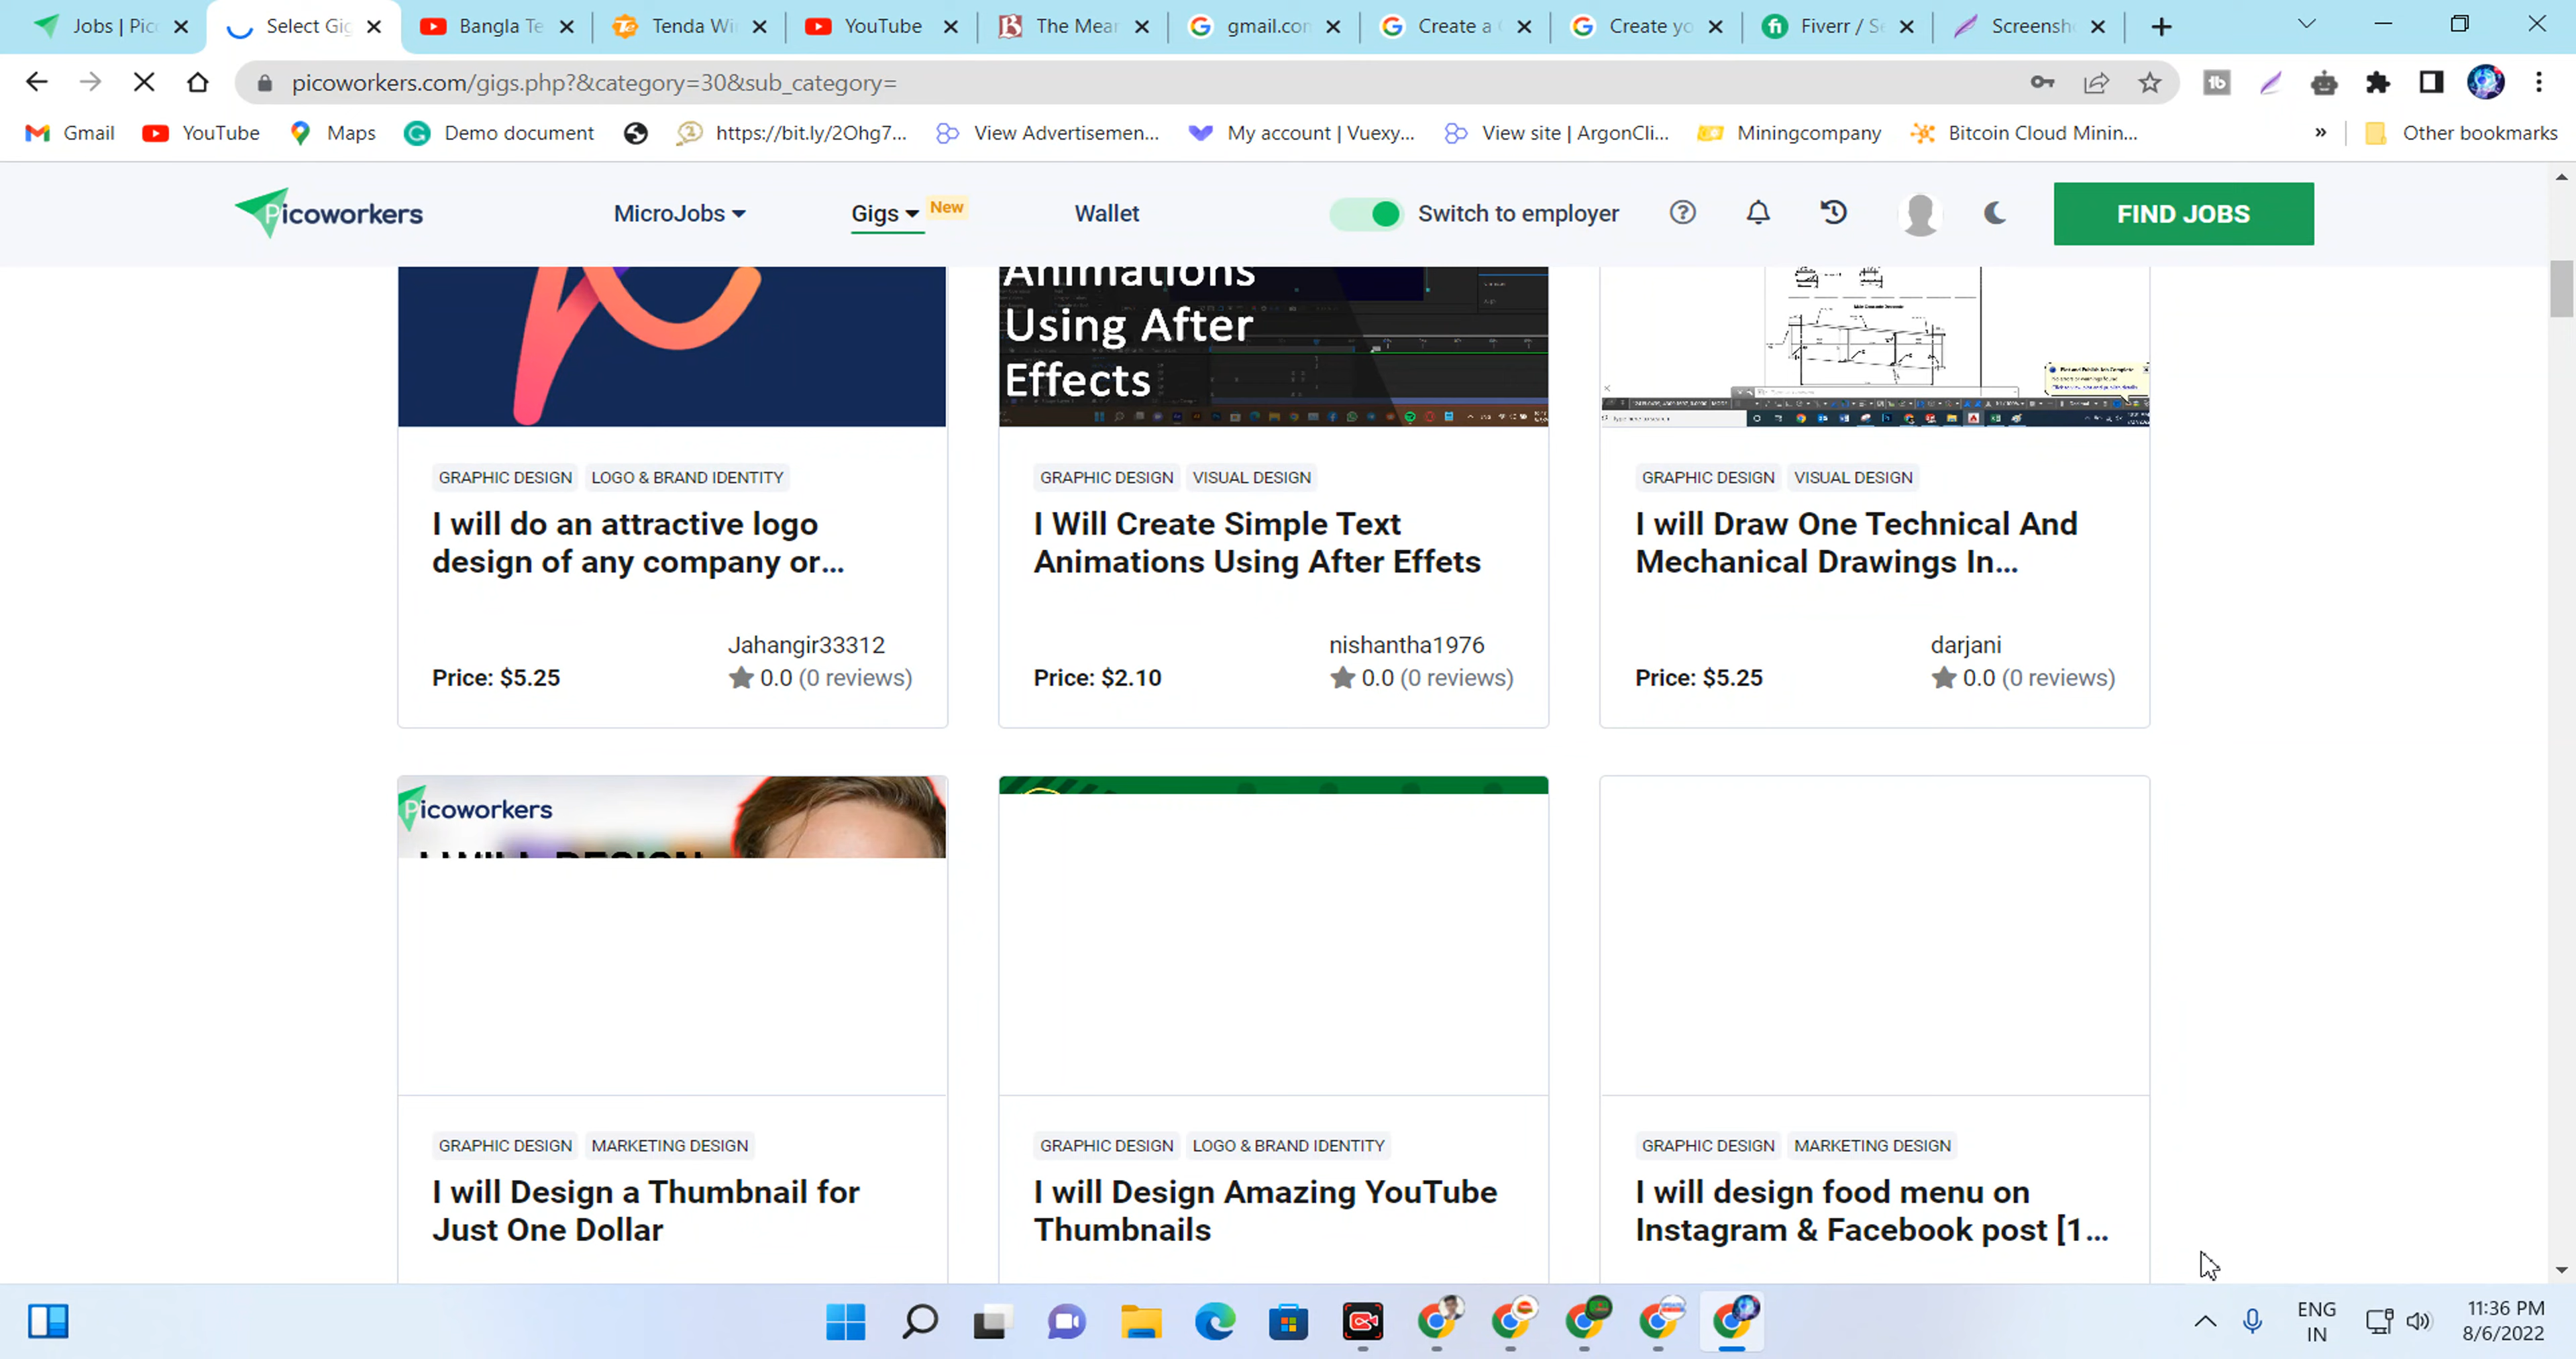 Jobs | Pico
Select Gig
Bangla Te
Tenda Wi
YouTube
The Mear
gmail.con
Create a
Create yo
Fiverr / Se
Screensho
picoworkers.com/gigs.php?&category=30&sub_category=
Gmail
YouTube
Maps
Demo document
https://bit.ly/2Ohg7...
View Advertisemen...
My account | Vuexy...
View site | ArgonCli...
Miningcompany
Bitcoin Cloud Minin...
»
Other bookmarks
Picoworkers
MicroJobs
Gigs
New
Wallet
Switch to employer
FIND JOBS
Animations
Using After
Effects
GRAPHIC DESIGN LOGO & BRAND IDENTITY
I will do an attractive logo
design of any company or...
Jahangir33312
Price: $5.25
0.0 (0 reviews)
GRAPHIC DESIGN VISUAL DESIGN
I Will Create Simple Text
Animations Using After Effets
nishantha1976
Price: $2.10
0.0 (0 reviews)
GRAPHIC DESIGN VISUAL DESIGN
I will Draw One Technical And
Mechanical Drawings In...
darjani
Price: $5.25
0.0 (0 reviews)
Picoworkers
I WILL DESIGN
GRAPHIC DESIGN MARKETING DESIGN
I will Design a Thumbnail for
Just One Dollar
GRAPHIC DESIGN LOGO & BRAND IDENTITY
I will Design Amazing YouTube
Thumbnails
GRAPHIC DESIGN MARKETING DESIGN
I will design food menu on
Instagram & Facebook post [1...
ENG
IN
11:36 PM
8/6/2022